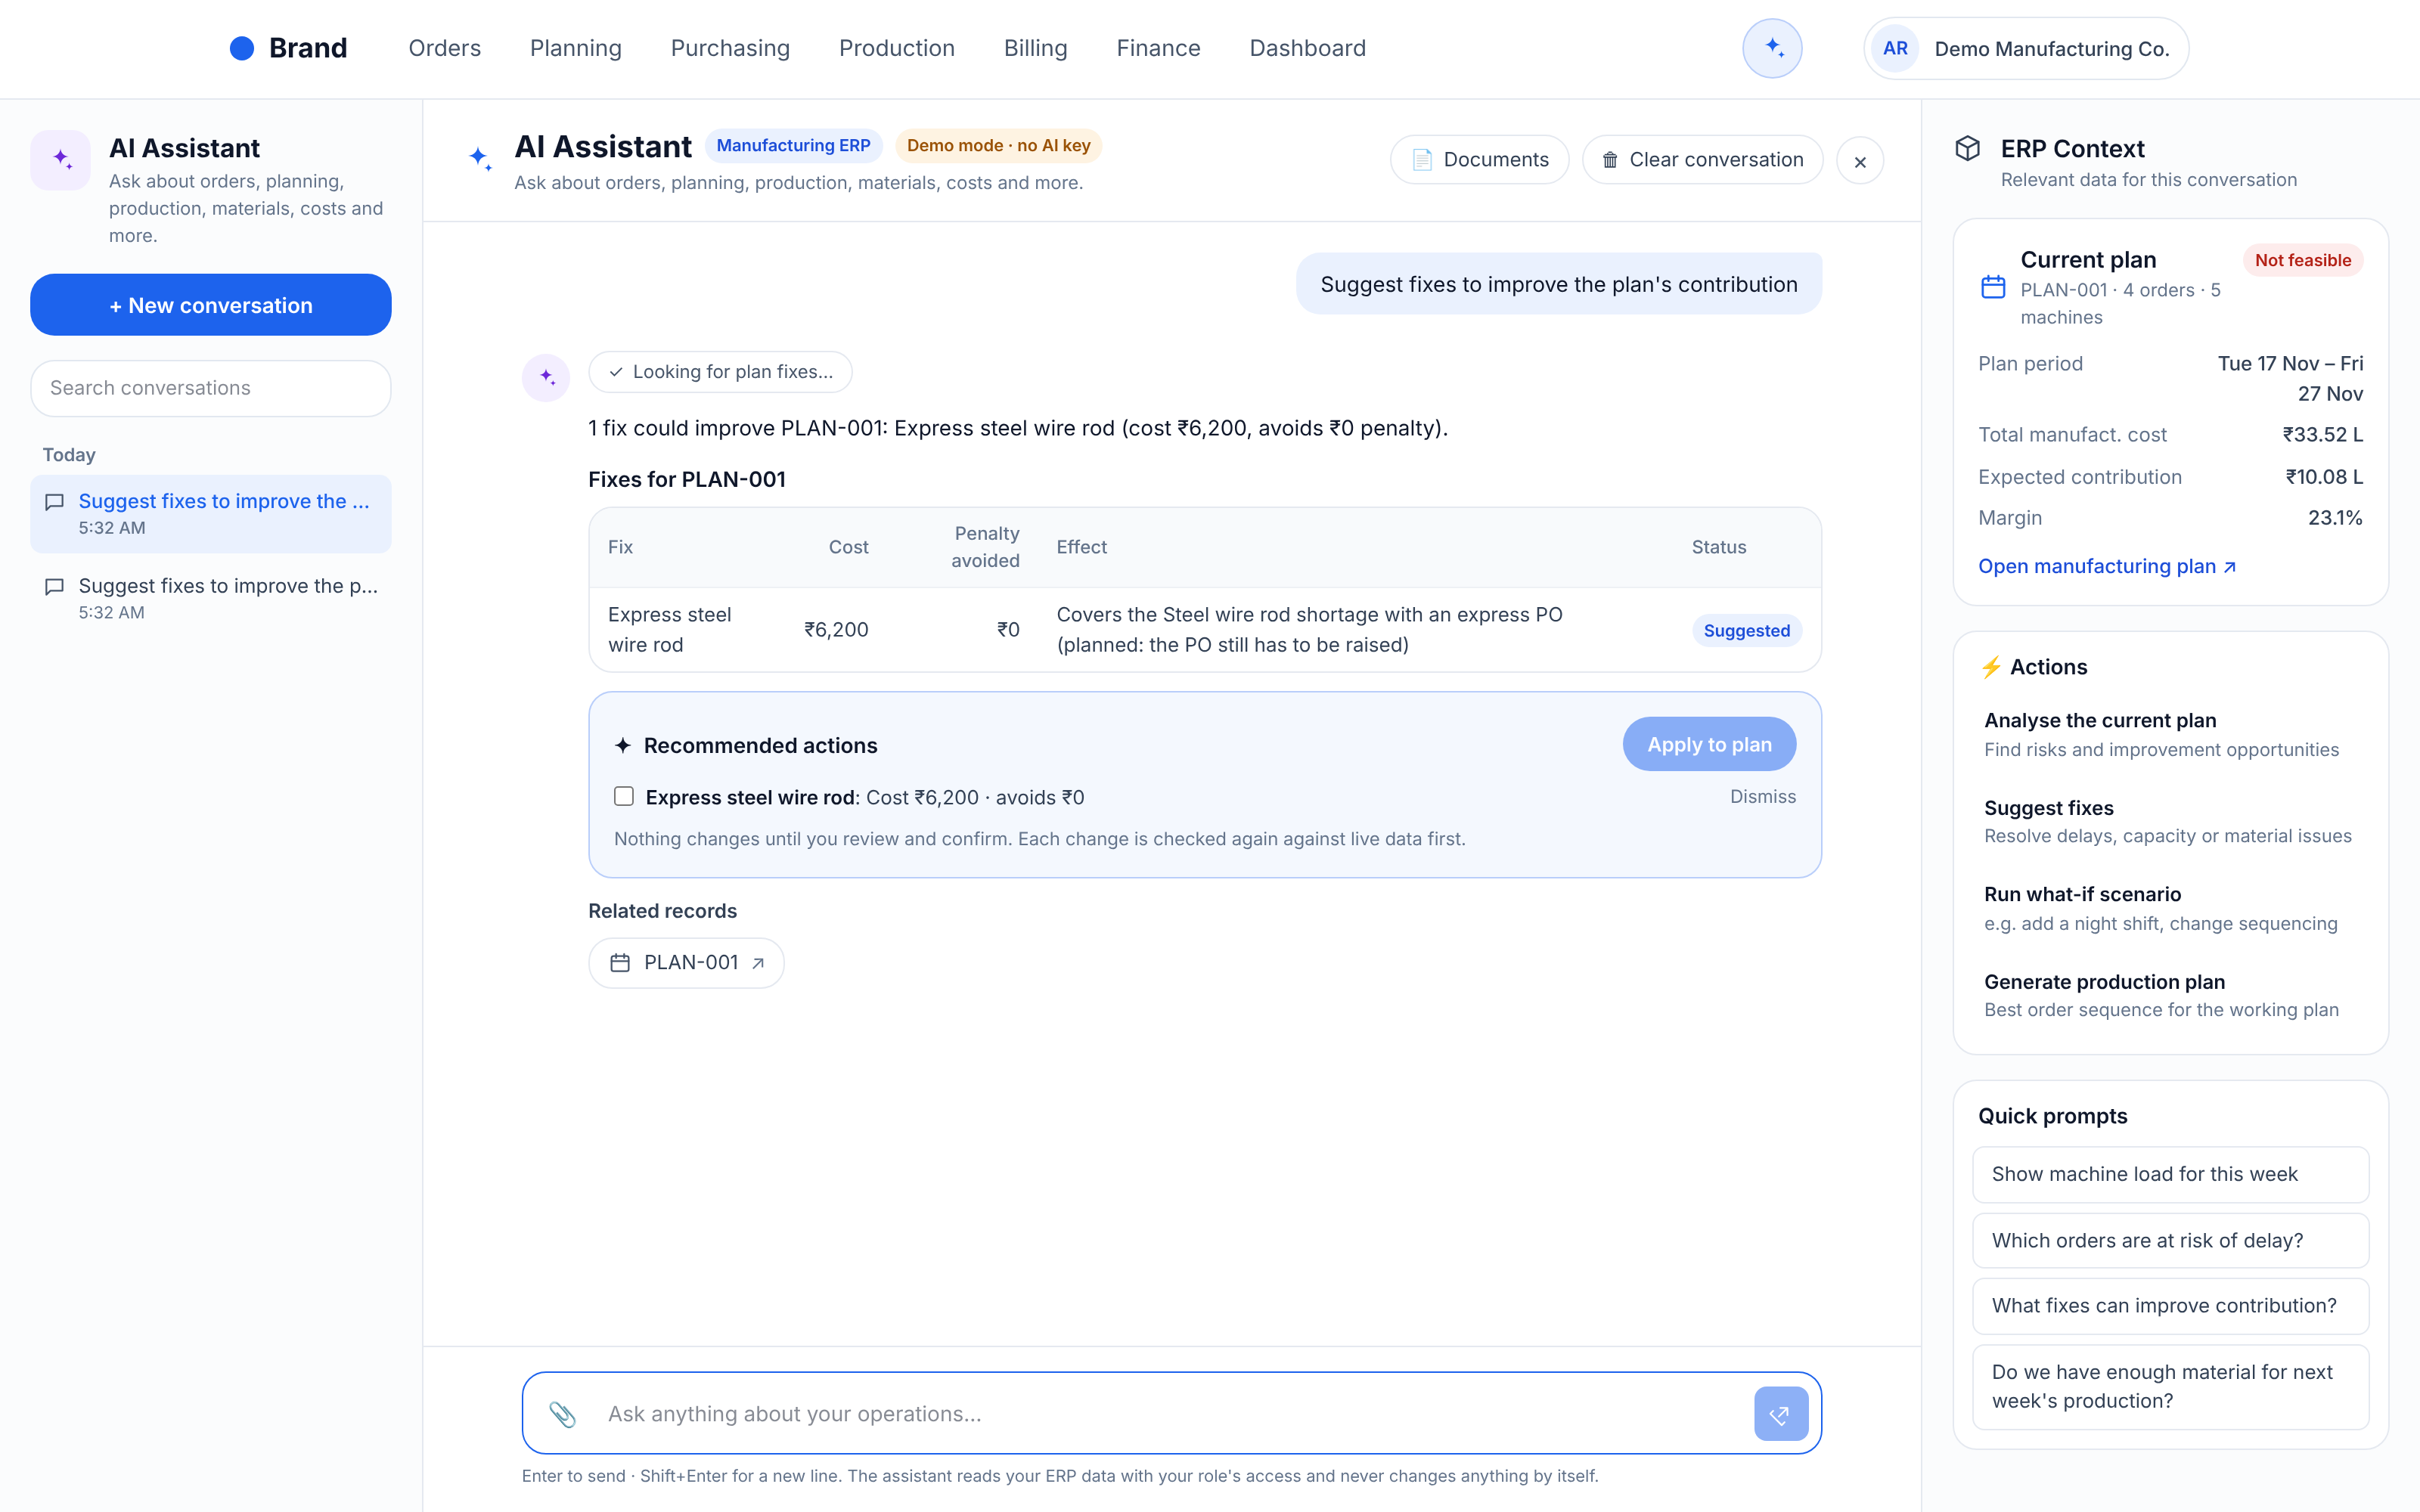 Brand
Orders
Planning
Purchasing
Production
Billing
Finance
Dashboard
AR
Demo Manufacturing Co.
AI Assistant
Ask about orders, planning,
production, materials, costs and
more.
+ New conversation
Search conversations
Today
Suggest fixes to improve the ...
5:32 AM
Suggest fixes to improve the p...
5:32 AM
AI Assistant
Manufacturing ERP
Demo mode · no AI key
Ask about orders, planning, production, materials, costs and more.
Documents
Clear conversation
×
Suggest fixes to improve the plan's contribution
✓ Looking for plan fixes...
1 fix could improve PLAN-001: Express steel wire rod (cost ₹6,200, avoids ₹0 penalty).
Fixes for PLAN-001
Fix
Cost
Penalty
avoided
Effect
Status
Express steel
wire rod
₹6,200
₹0
Covers the Steel wire rod shortage with an express PO
(planned: the PO still has to be raised)
Suggested
Recommended actions
Apply to plan
Express steel wire rod: Cost ₹6,200 · avoids ₹0
Dismiss
Nothing changes until you review and confirm. Each change is checked again against live data first.
Related records
PLAN-001
Ask anything about your operations...
Enter to send · Shift+Enter for a new line. The assistant reads your ERP data with your role's access and never changes anything by itself.
ERP Context
Relevant data for this conversation
Current plan
Not feasible
PLAN-001 · 4 orders · 5
machines
Plan period
Tue 17 Nov – Fri
27 Nov
Total manufact. cost
₹33.52 L
Expected contribution
₹10.08 L
Margin
23.1%
Open manufacturing plan
⚡ Actions
Analyse the current plan
Find risks and improvement opportunities
Suggest fixes
Resolve delays, capacity or material issues
Run what-if scenario
e.g. add a night shift, change sequencing
Generate production plan
Best order sequence for the working plan
Quick prompts
Show machine load for this week
Which orders are at risk of delay?
What fixes can improve contribution?
Do we have enough material for next
week's production?